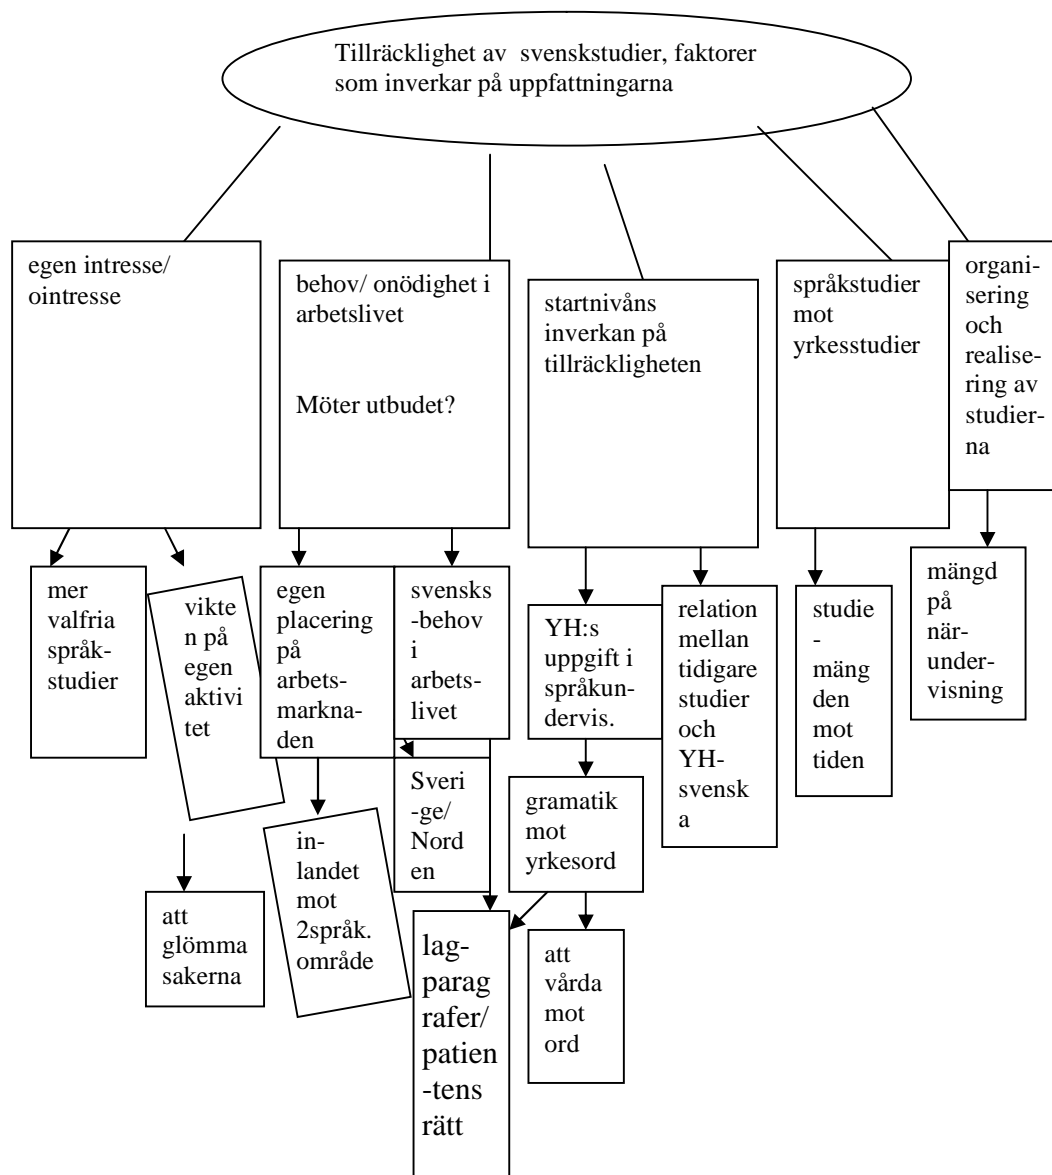 Tillräcklighet av svenskstudier, faktorer
som inverkar på uppfattningarna
egen intresse/
ointresse
behov/ onödighet i
arbetslivet
Möter utbudet?
startnivåns
inverkan på
tillräckligheten
språkstudier
mot
yrkesstudier
organi-
sering
och
realise-
ring av
studier-
na
mer
valfria
språk-
studier
vikte
n på
egen
aktivi
tet
egen
placering
på
arbets-
markna-
den
svensks
-behov
i
arbets-
livet
YH:s
uppgift i
språkun-
dervis.
relation
mellan
tidigare
studier
och
YH-
svensk
a
studie
-
mäng
den
mot
tiden
mängd
på
när-
under-
visning
att
glömma
sakerna
in-
landet
mot
2språk.
område
Sveri
-ge/
Nord
en
gramatik
mot
yrkesord
lag-
parag
rafer/
patien
-tens
rätt
att
vårda
mot
ord